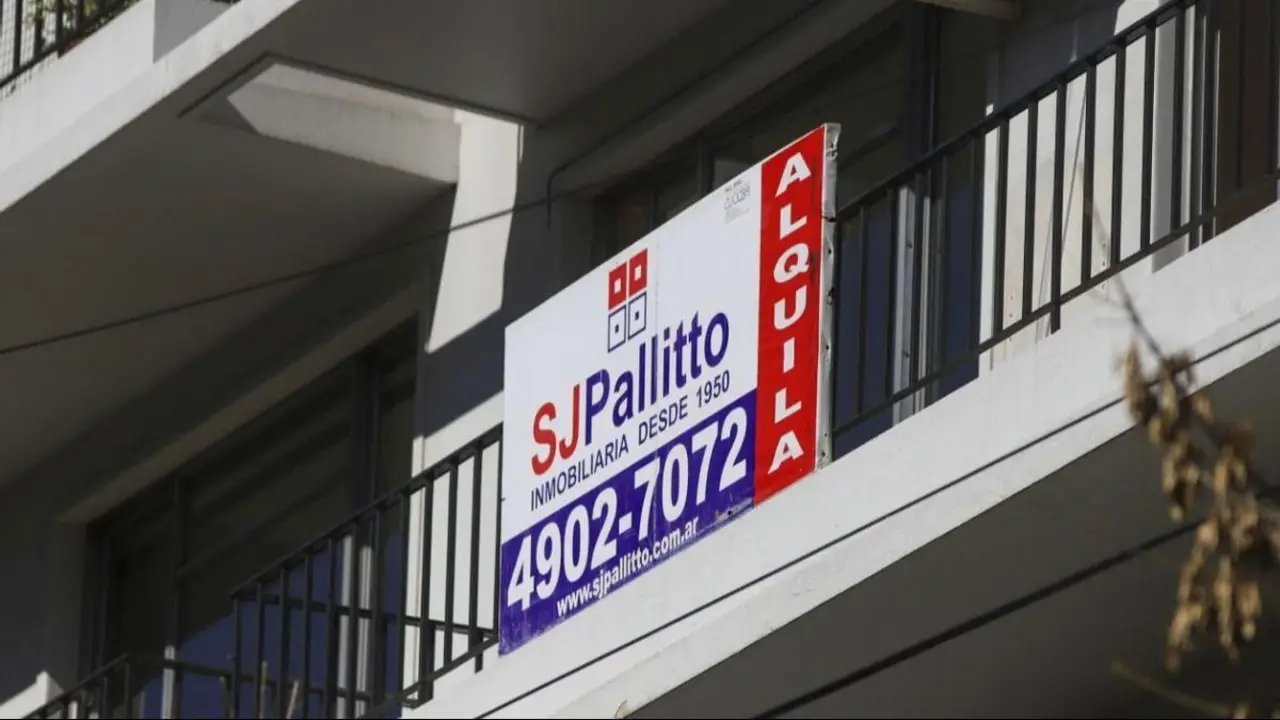 SJPallitto
INMOBILIARIA DESDE 1950
4902-7072
www.sjpallitto.com.ar
ALQUILA